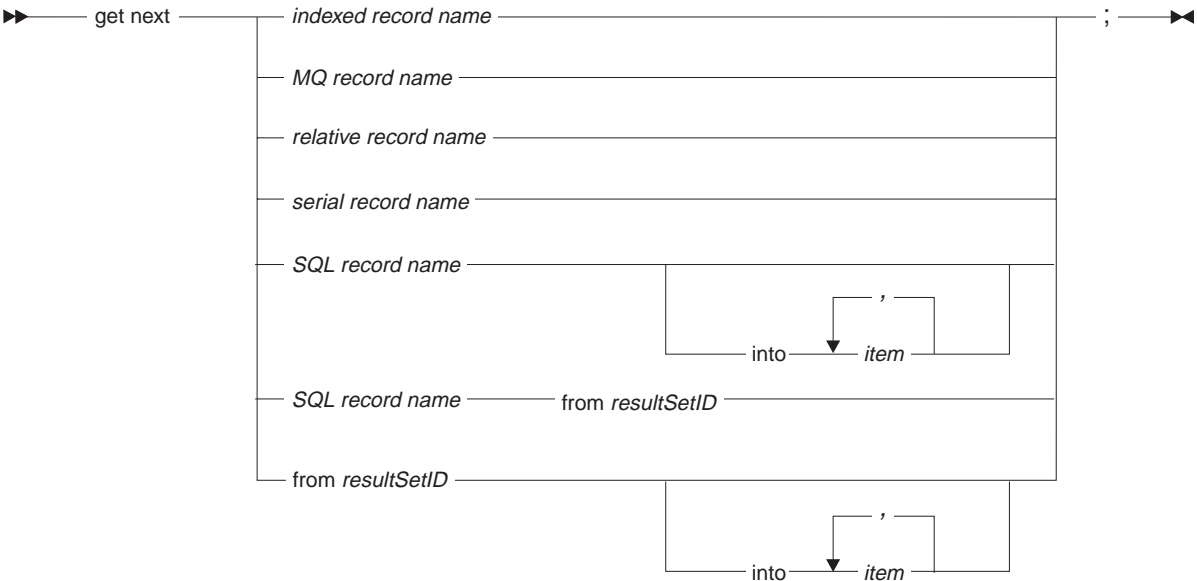 get next indexed record name ;
MQ record name
relative record name
serial record name
SQL record name
,
into item
SQL record name from resultSetID
from resultSetID
,
into item